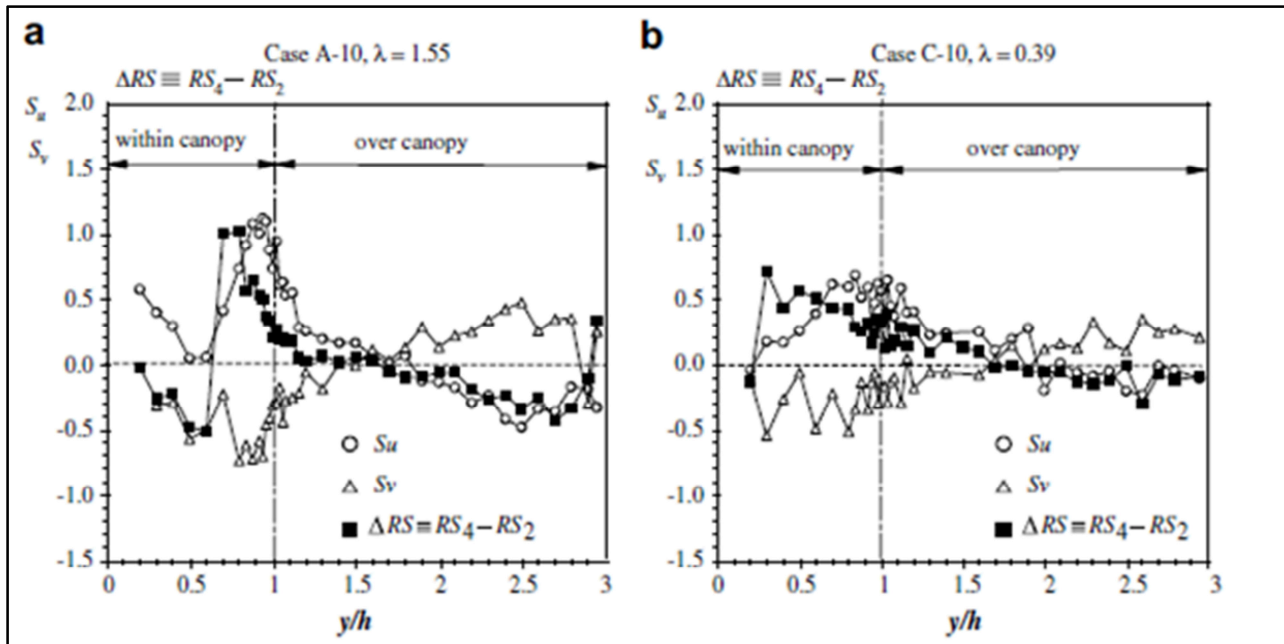 a
Case A-10, λ = 1.55
ΔRS ≡ RS4 − RS2
Su
Sv
2.0
1.5
1.0
0.5
0.0
-0.5
-1.0
-1.5
within canopy
over canopy
Su
Sv
ΔRS ≡ RS4 − RS2
0 0.5 1 1.5 2 2.5 3
y/h
b
Case C-10, λ = 0.39
ΔRS ≡ RS4 − RS2
Su
Sv
2.0
1.5
1.0
0.5
0.0
-0.5
-1.0
-1.5
within canopy
over canopy
Su
Sv
ΔRS ≡ RS4 − RS2
0 0.5 1 1.5 2 2.5 3
y/h